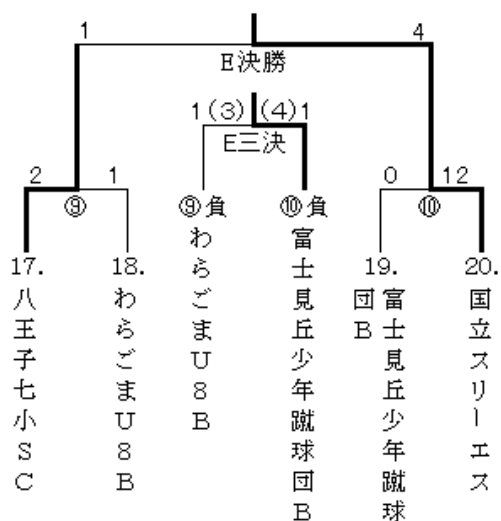 1 4
E決勝
1(3) (4)1
E三決
2 1 0 12
⑨ ⑨負 ⑩負 ⑩
17. 18. 19. 20.
八王子七小SC
わらごまU8B
わらごまU8B
富士見丘少年蹴球団B
富士見丘少年蹴球
団B
国立スリーエス